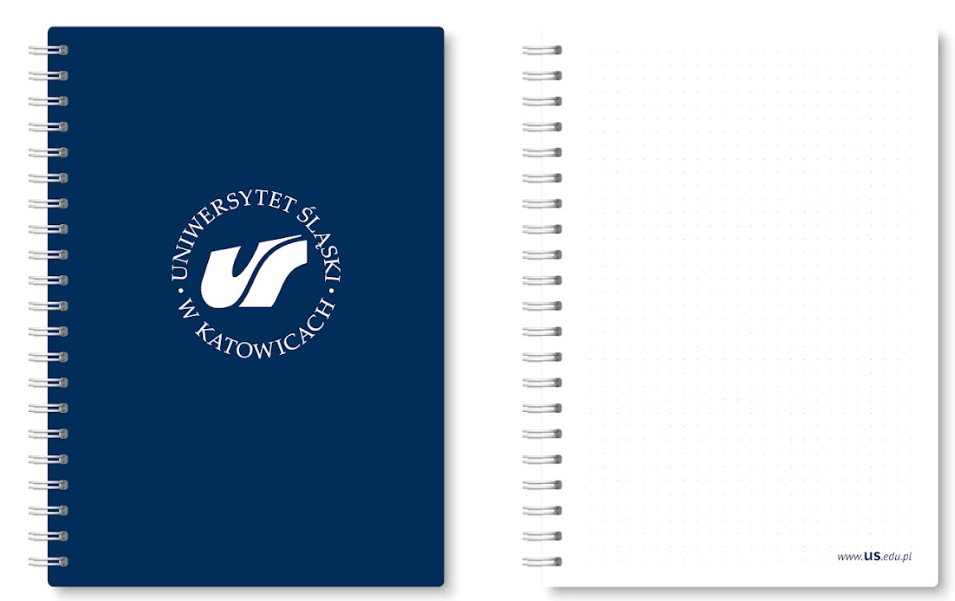 UNIWERSYTET ŚLĄSKI
• W KATOWICACH •
www.us.edu.pl